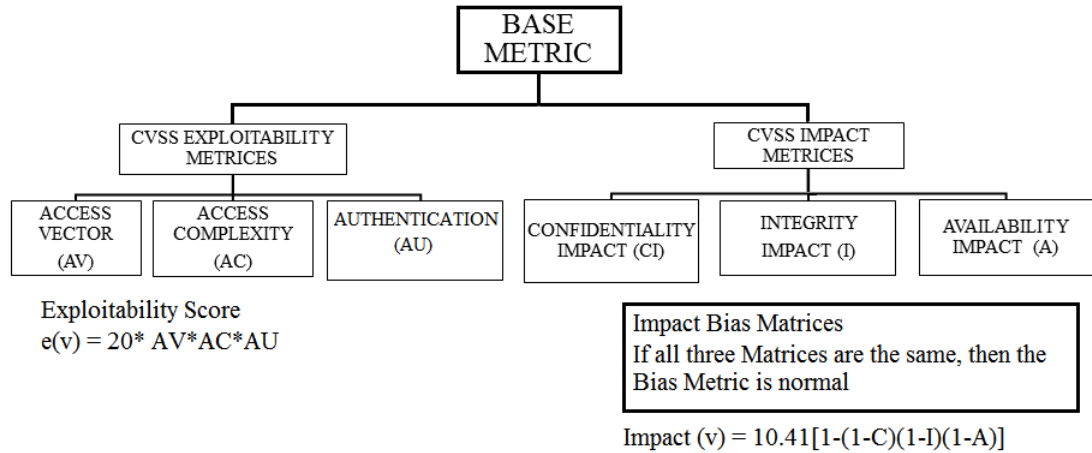 BASE
METRIC
CVSS EXPLOITABILITY
METRICES
CVSS IMPACT
METRICES
ACCESS
VECTOR
(AV)
ACCESS
COMPLEXITY
(AC)
AUTHENTICATION
(AU)
CONFIDENTIALITY
IMPACT (CI)
INTEGRITY
IMPACT (I)
AVAILABILITY
IMPACT (A)
Exploitability Score
e(v) = 20* AV*AC*AU
Impact Bias Matrices
If all three Matrices are the same, then the
Bias Metric is normal
Impact (v) = 10.41[1-(1-C)(1-I)(1-A)]